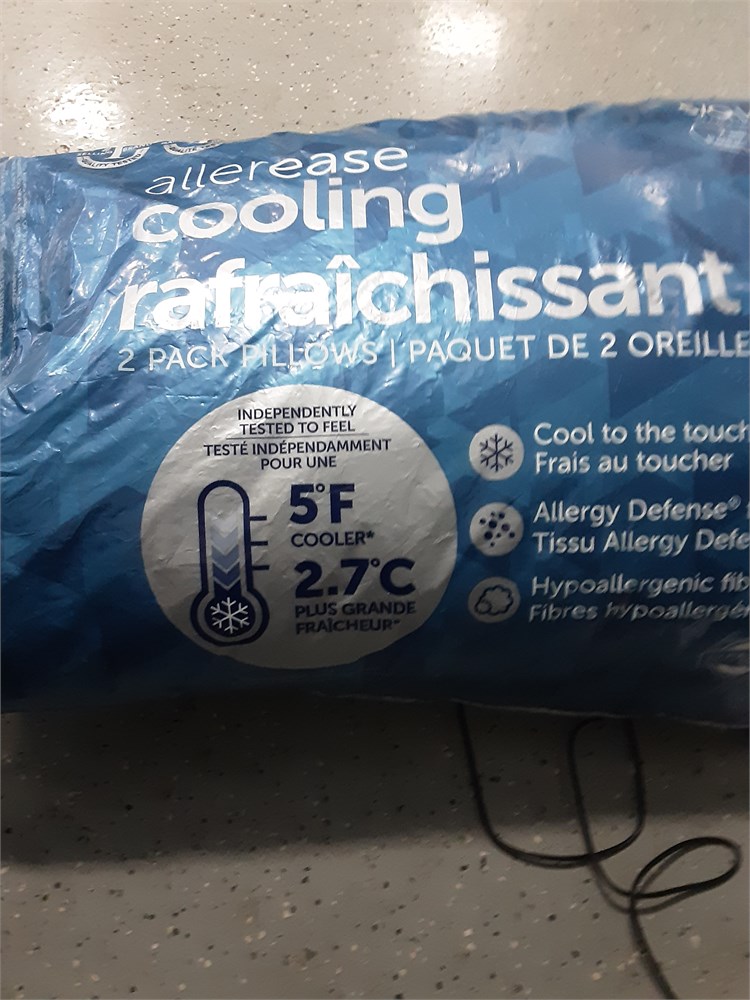 QUALITY TESTED
allerease
cooling
rafraîchissant
2 PACK PILLOWS | PAQUET DE 2 OREILLE
INDEPENDENTLY
TESTED TO FEEL
TESTÉ INDÉPENDAMMENT
POUR UNE
5°F
COOLER*
2.7°C
PLUS GRANDE
FRAÎCHEUR*
Cool to the touch
Frais au toucher
Allergy Defense®
Tissu Allergy Defe
Hypoallergenic fib
Fibres hypoallergé